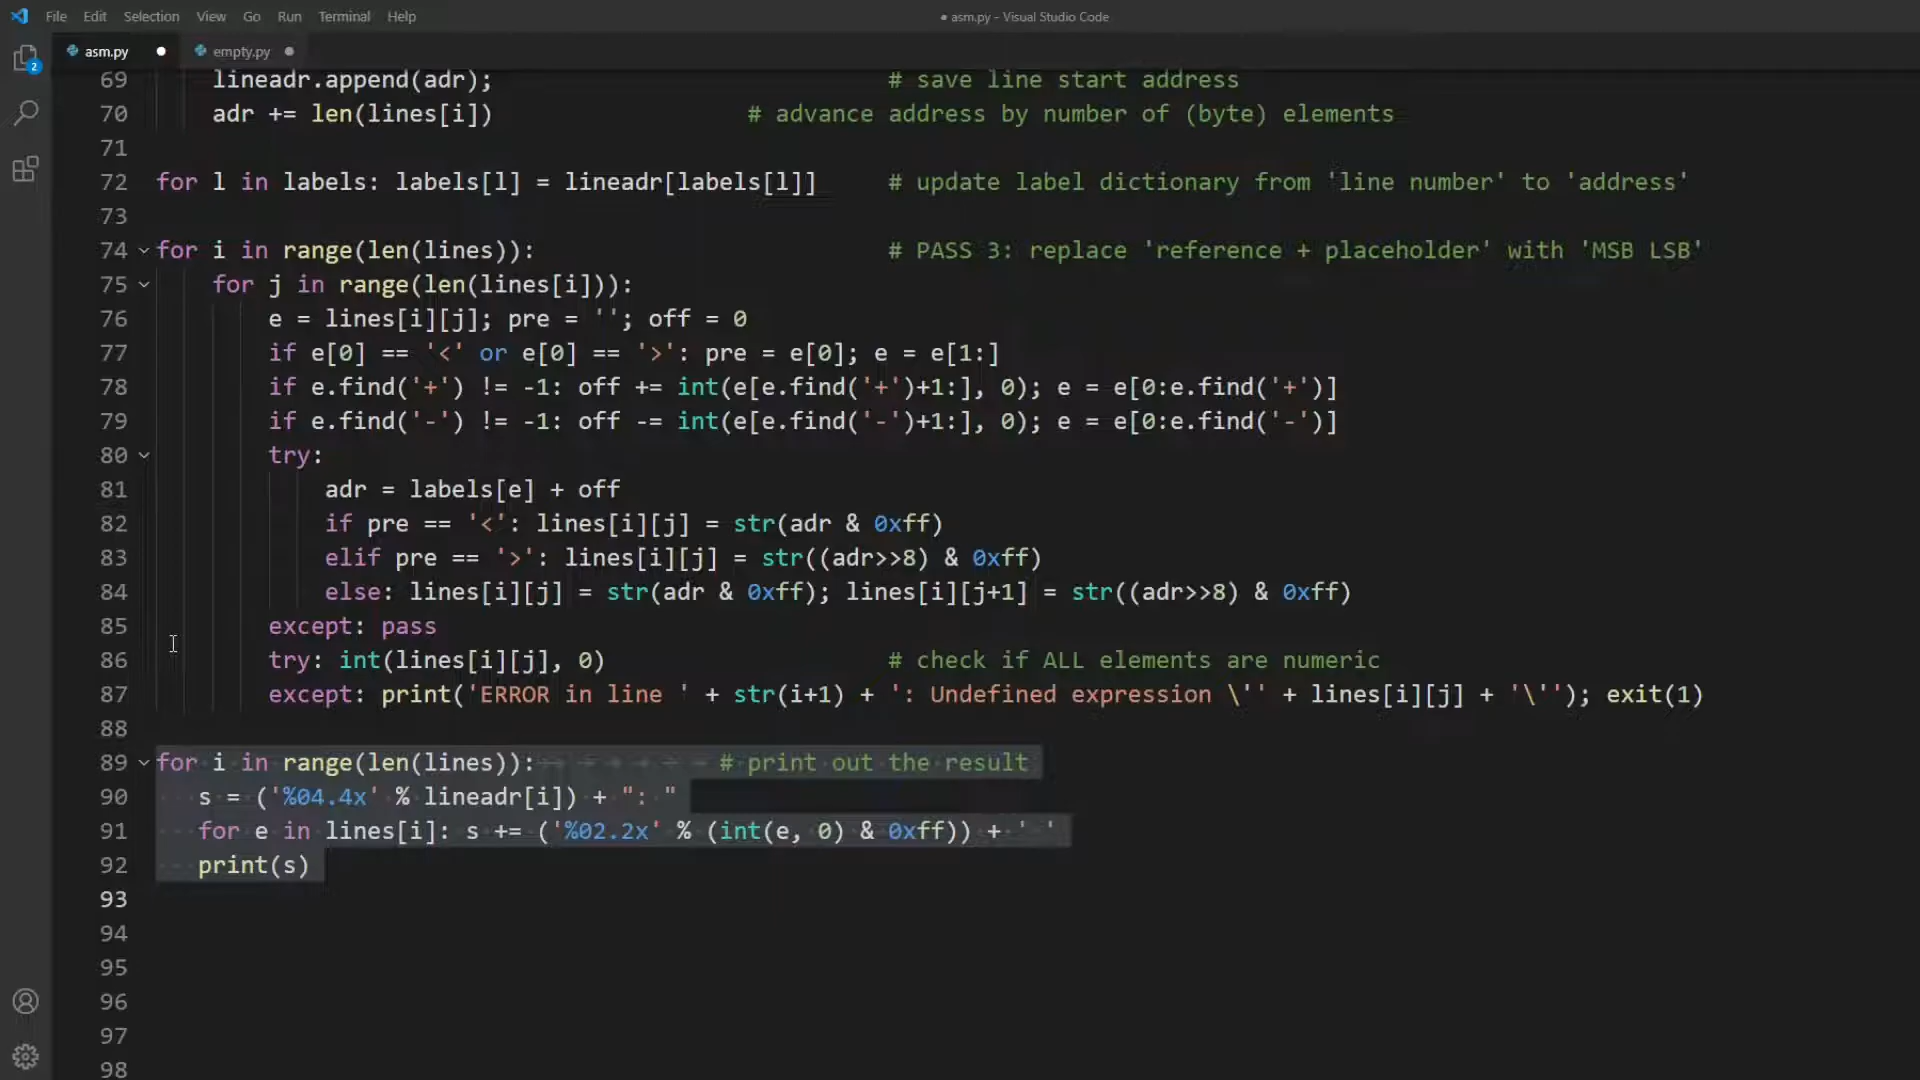 File Edit Selection View Go Run Terminal Help
● asm.py - Visual Studio Code
asm.py ● empty.py ●
2
69 lineadr.append(adr); # save line start address
70 adr += len(lines[i]) # advance address by number of (byte) elements
71
72 for l in labels: labels[l] = lineadr[labels[l]] # update label dictionary from 'line number' to 'address'
73
74 for i in range(len(lines)): # PASS 3: replace 'reference + placeholder' with 'MSB LSB'
75 for j in range(len(lines[i])):
76 e = lines[i][j]; pre = ''; off = 0
77 if e[0] == '<' or e[0] == '>': pre = e[0]; e = e[1:]
78 if e.find('+') != -1: off += int(e[e.find('+')+1:], 0); e = e[0:e.find('+')]
79 if e.find('-') != -1: off -= int(e[e.find('-')+1:], 0); e = e[0:e.find('-')]
80 try:
81 adr = labels[e] + off
82 if pre == '<': lines[i][j] = str(adr & 0xff)
83 elif pre == '>': lines[i][j] = str((adr>>8) & 0xff)
84 else: lines[i][j] = str(adr & 0xff); lines[i][j+1] = str((adr>>8) & 0xff)
85 except: pass
86 try: int(lines[i][j], 0) # check if ALL elements are numeric
87 except: print('ERROR in line ' + str(i+1) + ': Undefined expression \'' + lines[i][j] + '\''); exit(1)
88
89 for i in range(len(lines)): # print out the result
90 s = ('%04.4x' % lineadr[i]) + ": "
91 for e in lines[i]: s += ('%02.2x' % (int(e, 0) & 0xff)) + ' '
92 print(s)
93
94
95
96
97
98